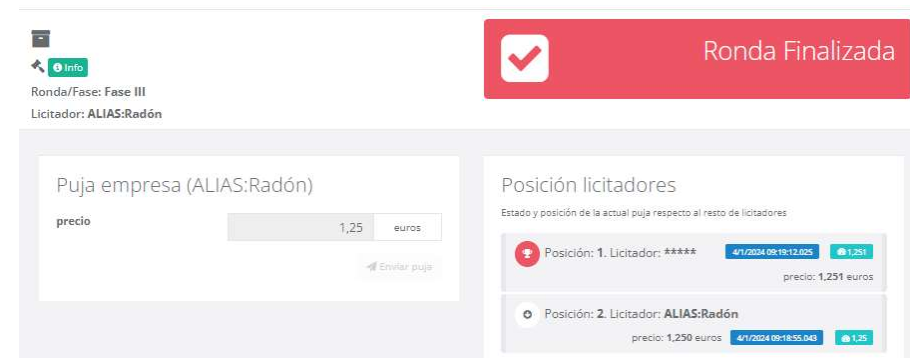 Ronda Finalizada
Info
Ronda/Fase: Fase III
Licitador: ALIAS:Radón
Puja empresa (ALIAS:Radón)
precio
1,25 euros
Enviar puja
Posición licitadores
Estado y posición de la actual puja respecto al resto de licitadores
Posición: 1. Licitador: ***** 4/1/2024 09:19:12.025 1,251
precio: 1,251 euros
Posición: 2. Licitador: ALIAS:Radón
precio: 1,250 euros 4/1/2024 09:18:55.043 1,25